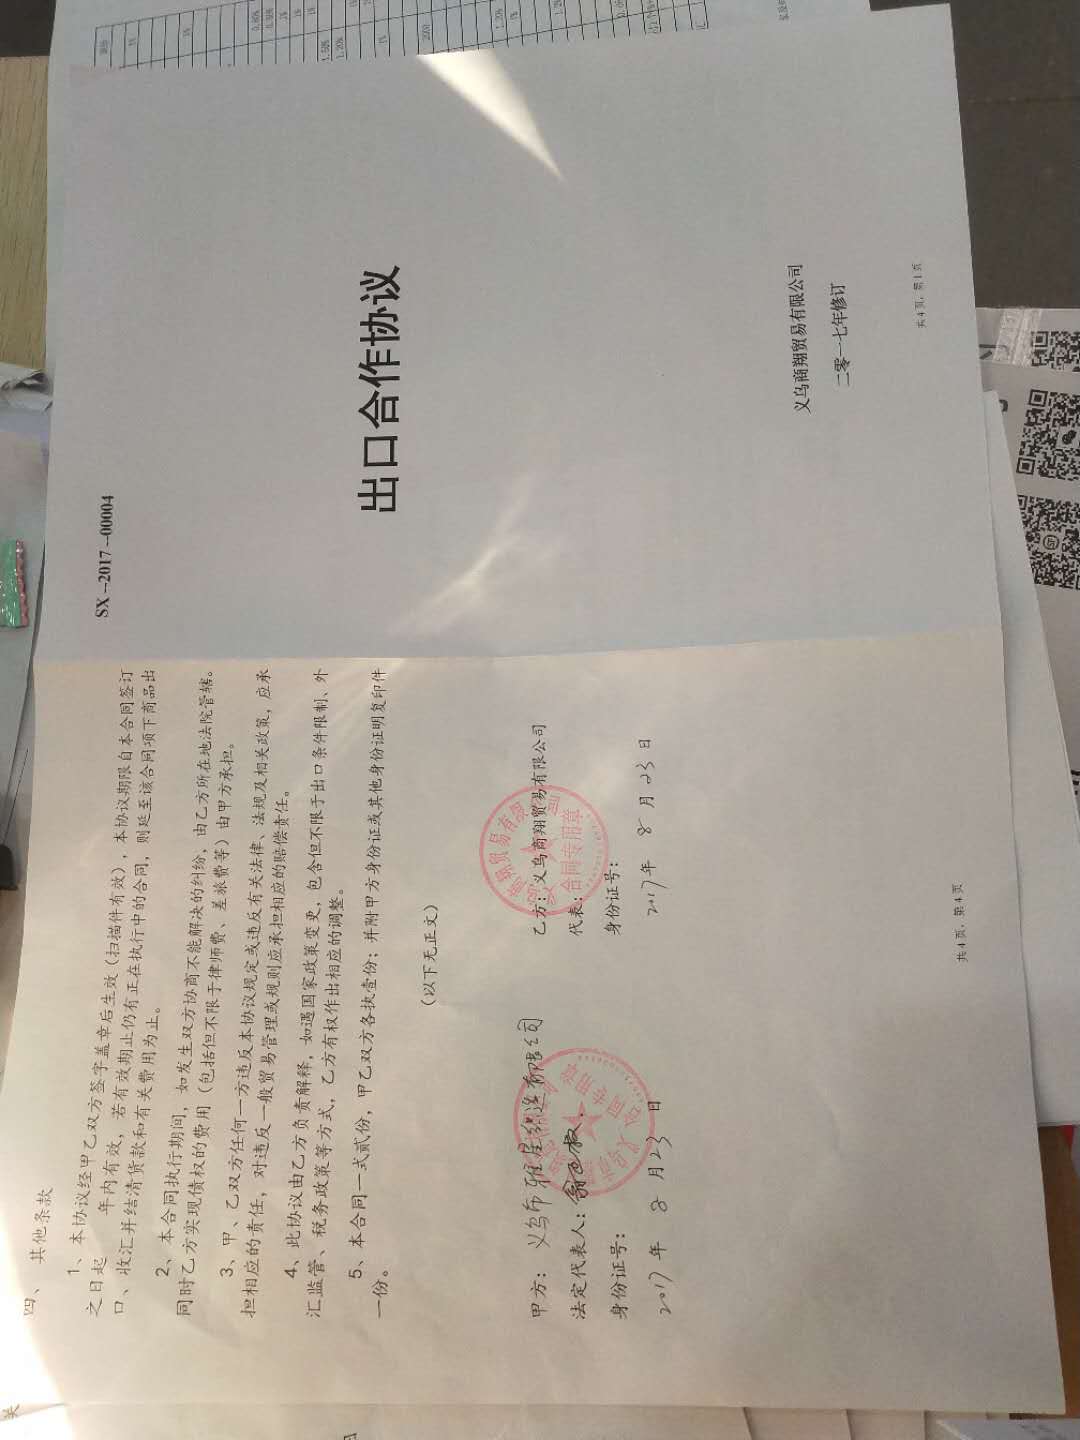 SX–2017–00004
出口合作协议
义乌商翔贸易有限公司
二零一七年修订
共4页,第1页
四、 其他条款
1、本协议经甲乙双方签字盖章后生效(扫描件有效),本协议期限自本合同签订
之日起 年内有效,若有效期止仍有正在执行中的合同,则延至该合同项下商品出
口、收汇并结清货款和有关费用为止。
2、本合同执行期间,如发生双方协商不能解决的纠纷,由乙方所在地法院管辖。
同时乙方实现债权的费用(包括但不限于律师费、差旅费等)由甲方承担。
3、甲、乙双方任何一方违反本协议规定或违反有关法律、法规及相关政策,应承
担相应的责任,对违反一般贸易管理或规则应承担相应的赔偿责任。
4、此协议由乙方负责解释,如遇国家政策变更,包含但不限于出口条件限制、外
汇监管、税务政策等方式,乙方有权作出相应的调整。
5、本合同一式贰份,甲乙双方各执壹份;并附甲方身份证或其他身份证明复印件
一份。
(以下无正文)
甲方:义乌市雅星织造有限公司
法定代表人:
身份证号:
2017年 8 月23 日
乙方:义乌商翔贸易有限公司
代表:
身份证号:
2017年 8 月23日
合同专用章
共4页,第4页